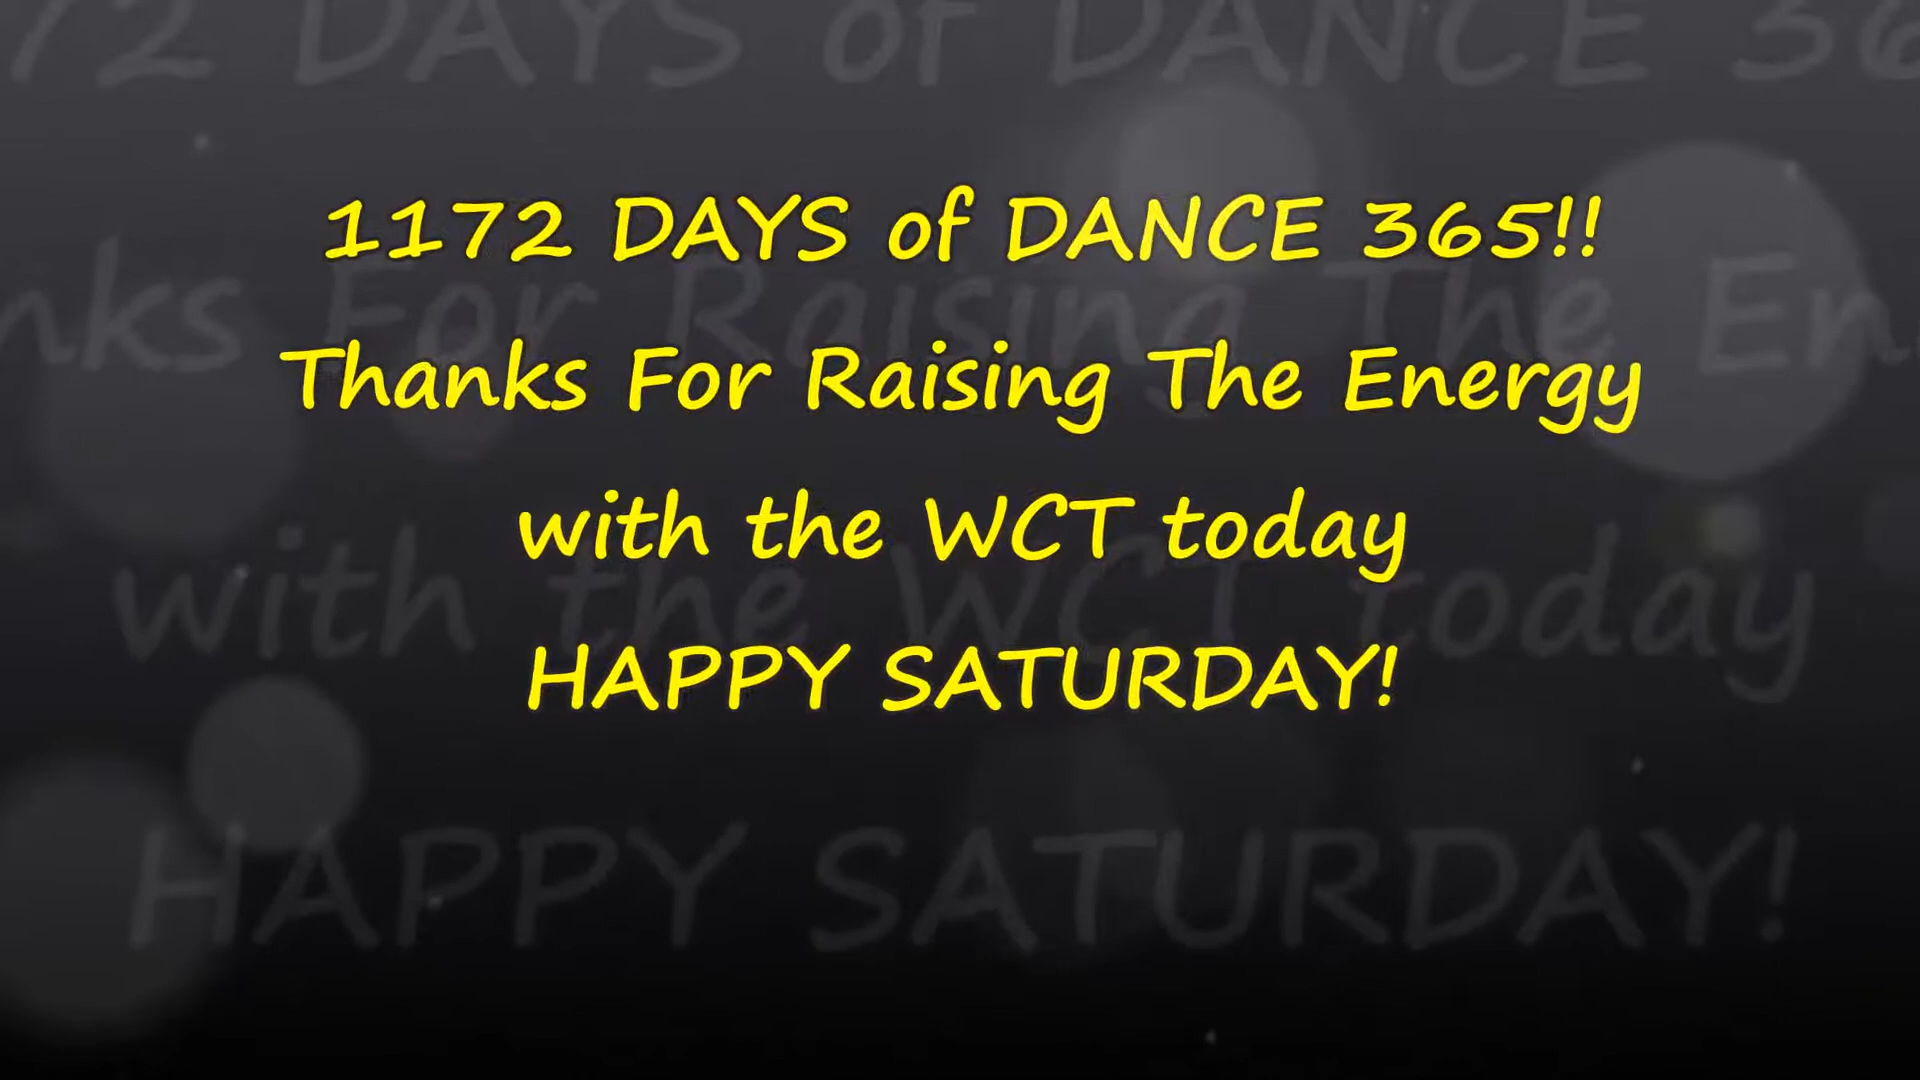 1172 DAYS of DANCE 365!!
Thanks For Raising The Energy
with the WCT today
HAPPY SATURDAY!